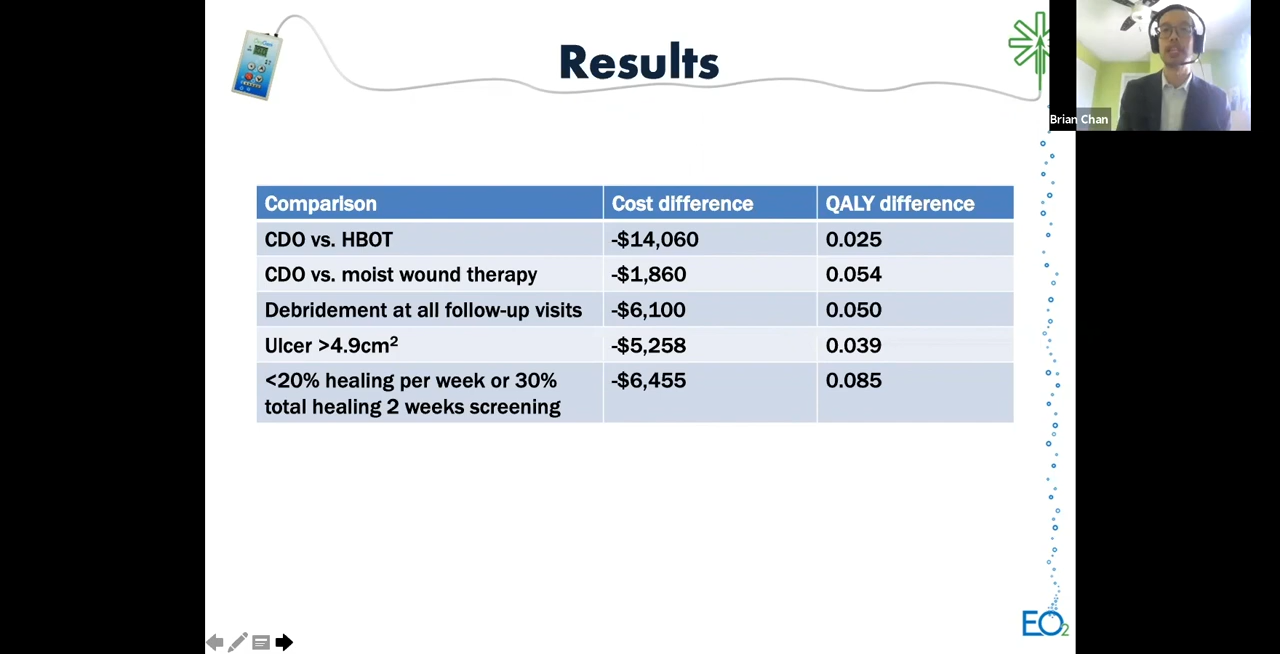 Results
Brian Chan
Comparison Cost difference QALY difference
CDO vs. HBOT -$14,060 0.025
CDO vs. moist wound therapy -$1,860 0.054
Debridement at all follow-up visits -$6,100 0.050
Ulcer >4.9cm² -$5,258 0.039
<20% healing per week or 30% -$6,455 0.085
total healing 2 weeks screening
EO2